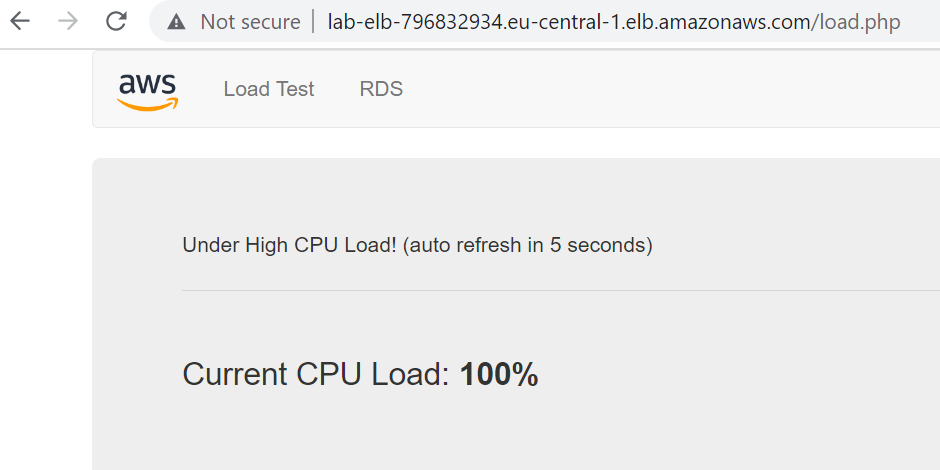 Not secure | lab-elb-796832934.eu-central-1.elb.amazonaws.com/load.php
aws Load Test RDS
Under High CPU Load! (auto refresh in 5 seconds)
Current CPU Load: 100%